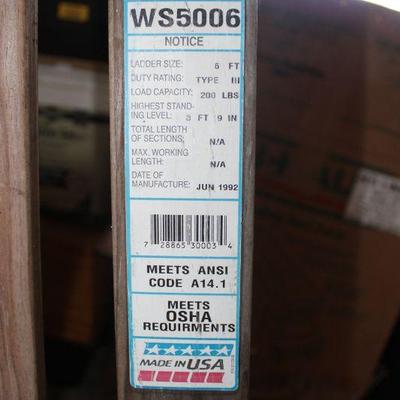 WS5006
NOTICE
LADDER SIZE: 6 FT
DUTY RATING: TYPE III
LOAD CAPACITY: 200 LBS
HIGHEST STAND-
ING LEVEL: 3 FT 9 IN
TOTAL LENGTH
OF SECTIONS: N/A
MAX. WORKING
LENGTH: N/A
DATE OF
MANUFACTURE: JUN 1992
7 28865 30003 4
MEETS ANSI
CODE A14.1
MEETS
OSHA
REQUIRMENTS
MADE IN USA